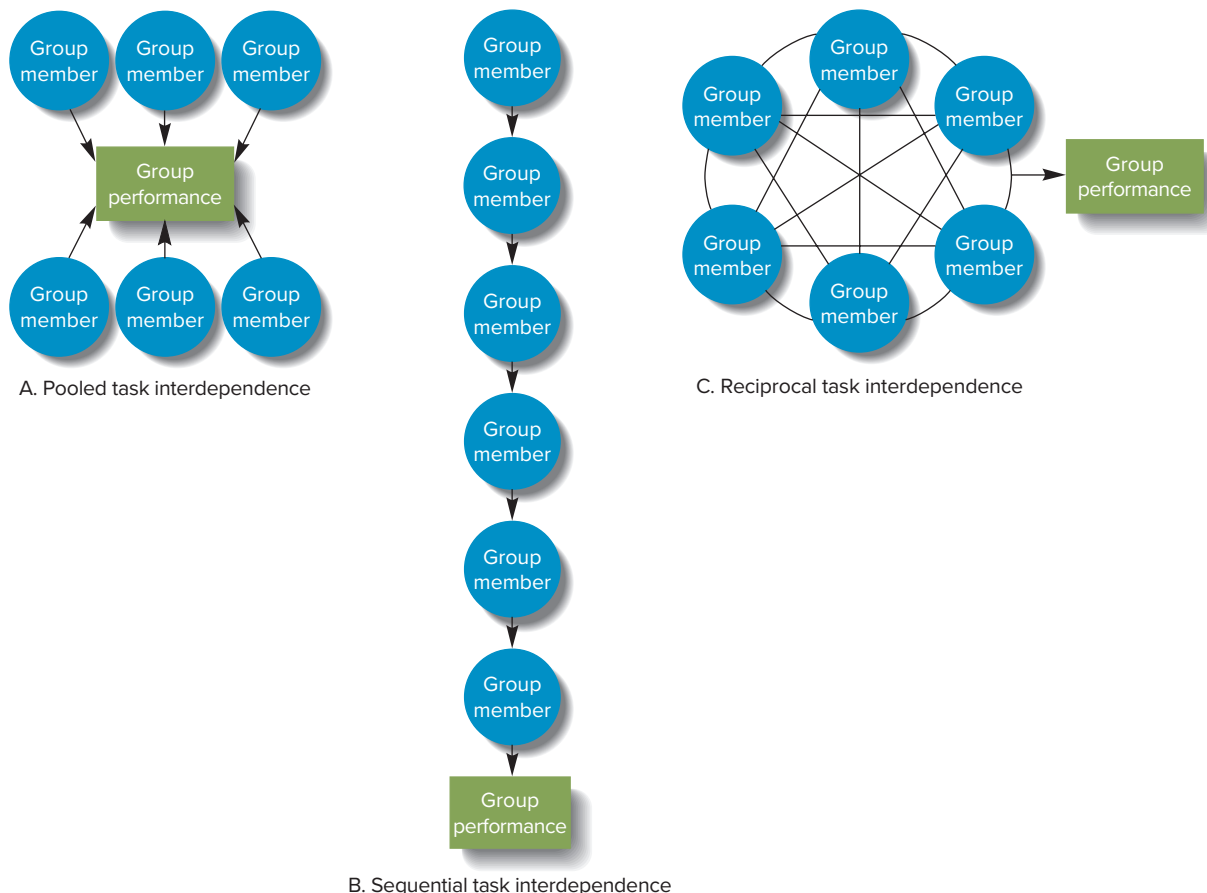 Group
member
Group
member
Group
member
Group
performance
Group
member
Group
member
Group
member
A. Pooled task interdependence
Group
member
Group
member
Group
member
Group
member
Group
member
Group
member
Group
performance
B. Sequential task interdependence
Group
member
Group
member
Group
member
Group
member
Group
member
Group
member
Group
performance
C. Reciprocal task interdependence